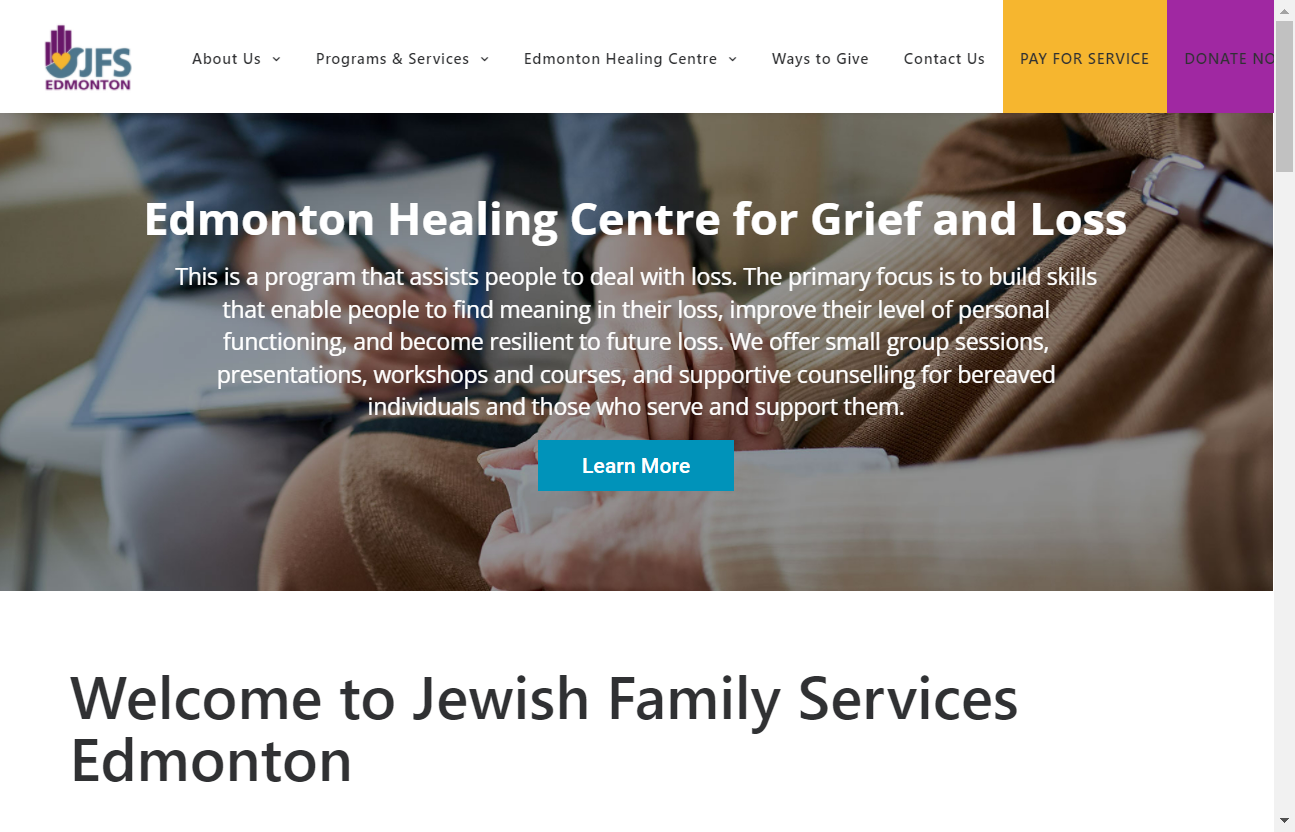 JFS
EDMONTON
About Us
Programs & Services
Edmonton Healing Centre
Ways to Give
Contact Us
PAY FOR SERVICE
DONATE NO
Edmonton Healing Centre for Grief and Loss
This is a program that assists people to deal with loss. The primary focus is to build skills
that enable people to find meaning in their loss, improve their level of personal
functioning, and become resilient to future loss. We offer small group sessions,
presentations, workshops and courses, and supportive counselling for bereaved
individuals and those who serve and support them.
Learn More
Welcome to Jewish Family Services
Edmonton